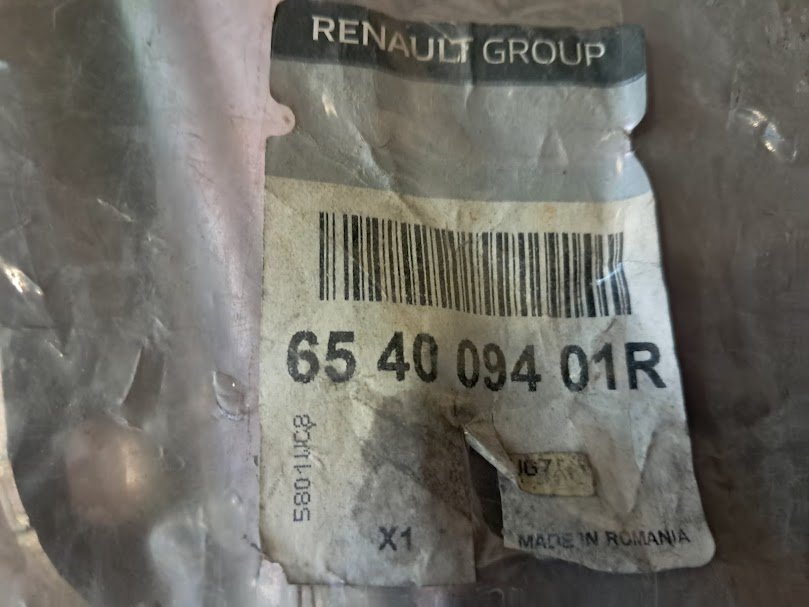 RENAULT GROUP
65 40 094 01R
X1
MADE IN ROMANIA